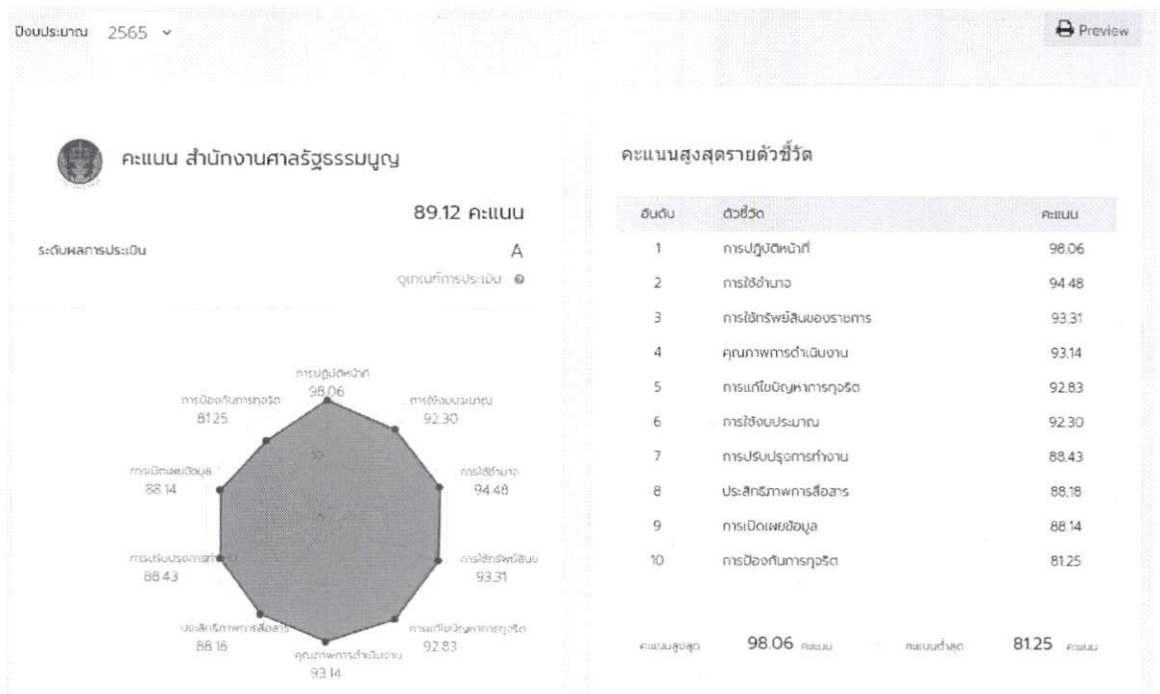 ปีงบประมาณ 2565
Preview
คะแนน สำนักงานศาลรัฐธรรมนูญ
89.12 คะแนน
ระดับผลการประเมิน A
ดูเกณฑ์การประเมิน
การปฏิบัติหน้าที่
98.06
การป้องกันการทุจริต
81.25
การใช้งบประมาณ
92.30
การเปิดเผยข้อมูล
88.14
การใช้อำนาจ
94.48
การปรับปรุงการทำงาน
88.43
การใช้ทรัพย์สินข
93.31
ประสิทธิภาพการสื่อสาร
88.18
การแก้ไขปัญหาการทุจริต
92.83
คุณภาพการดำเนินงาน
93.14
คะแนนสูงสุดรายตัวชี้วัด
อันดับ ตัวชี้วัด คะแนน
1 การปฏิบัติหน้าที่ 98.06
2 การใช้อำนาจ 94.48
3 การใช้ทรัพย์สินของราชการ 93.31
4 คุณภาพการดำเนินงาน 93.14
5 การแก้ไขปัญหาการทุจริต 92.83
6 การใช้งบประมาณ 92.30
7 การปรับปรุงการทำงาน 88.43
8 ประสิทธิภาพการสื่อสาร 88.18
9 การเปิดเผยข้อมูล 88.14
10 การป้องกันการทุจริต 81.25
คะแนนสูงสุด 98.06 คะแนน คะแนนต่ำสุด 81.25 คะแนน